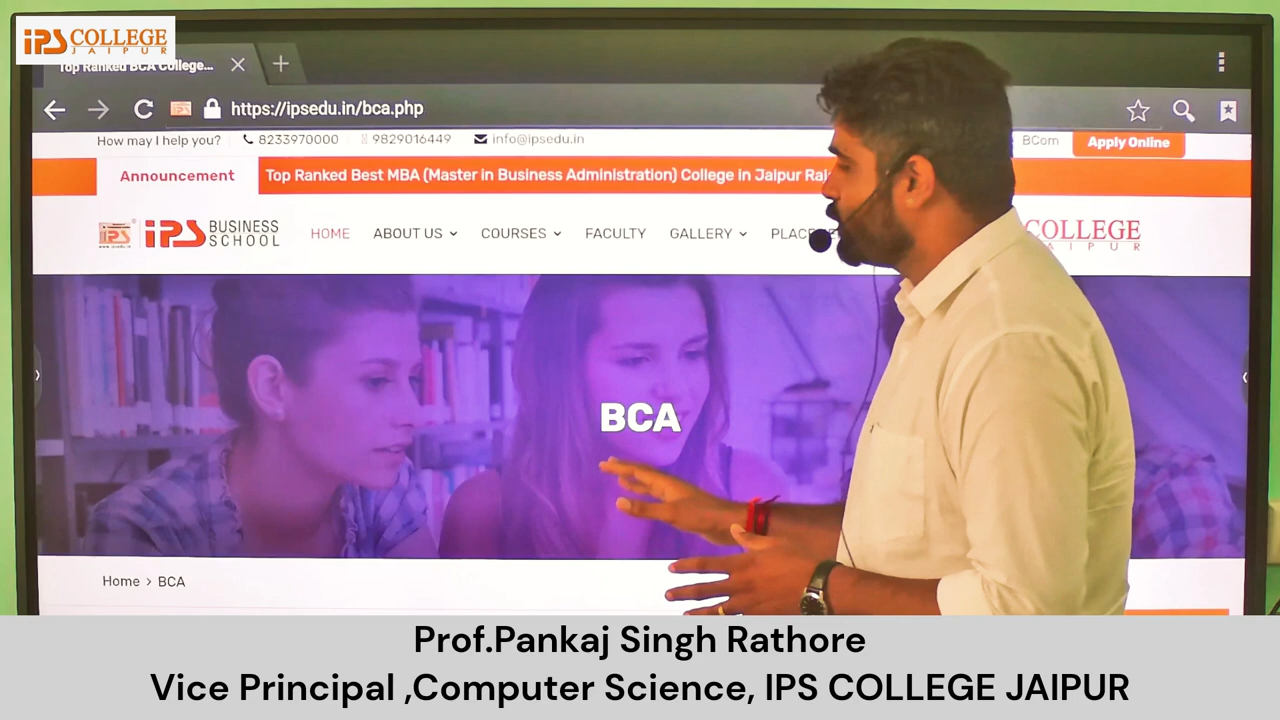 iPS COLLEGE
JAIPUR
Top Ranked BCA College...
https://ipsedu.in/bca.php
How may I help you? 8233970000 9829016449 info@ipsedu.in BCom Apply Online
Announcement Top Ranked Best MBA (Master in Business Administration) College in Jaipur
iPS BUSINESS SCHOOL HOME ABOUT US COURSES FACULTY GALLERY COLLEGE
BCA
Home > BCA
Prof.Pankaj Singh Rathore
Vice Principal ,Computer Science, IPS COLLEGE JAIPUR